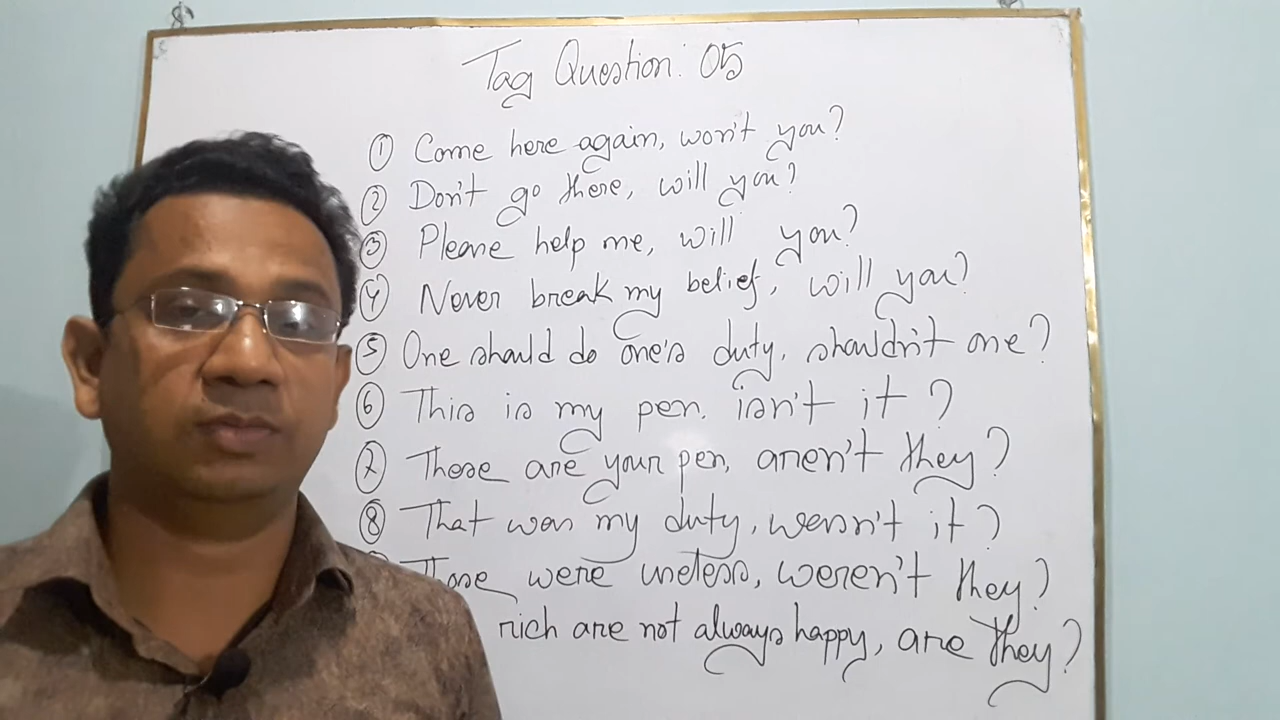 Tag Question: 05
① Come here again, won't you?
② Don't go there, will you?
③ Please help me, will you?
④ Never break my belief, will you?
⑤ One should do one's duty, shouldn't one?
⑥ This is my pen. isn't it?
⑦ These are your pen, aren't they?
⑧ That was my duty, wasn't it?
Those were useless, weren't they?
rich are not always happy, are they?